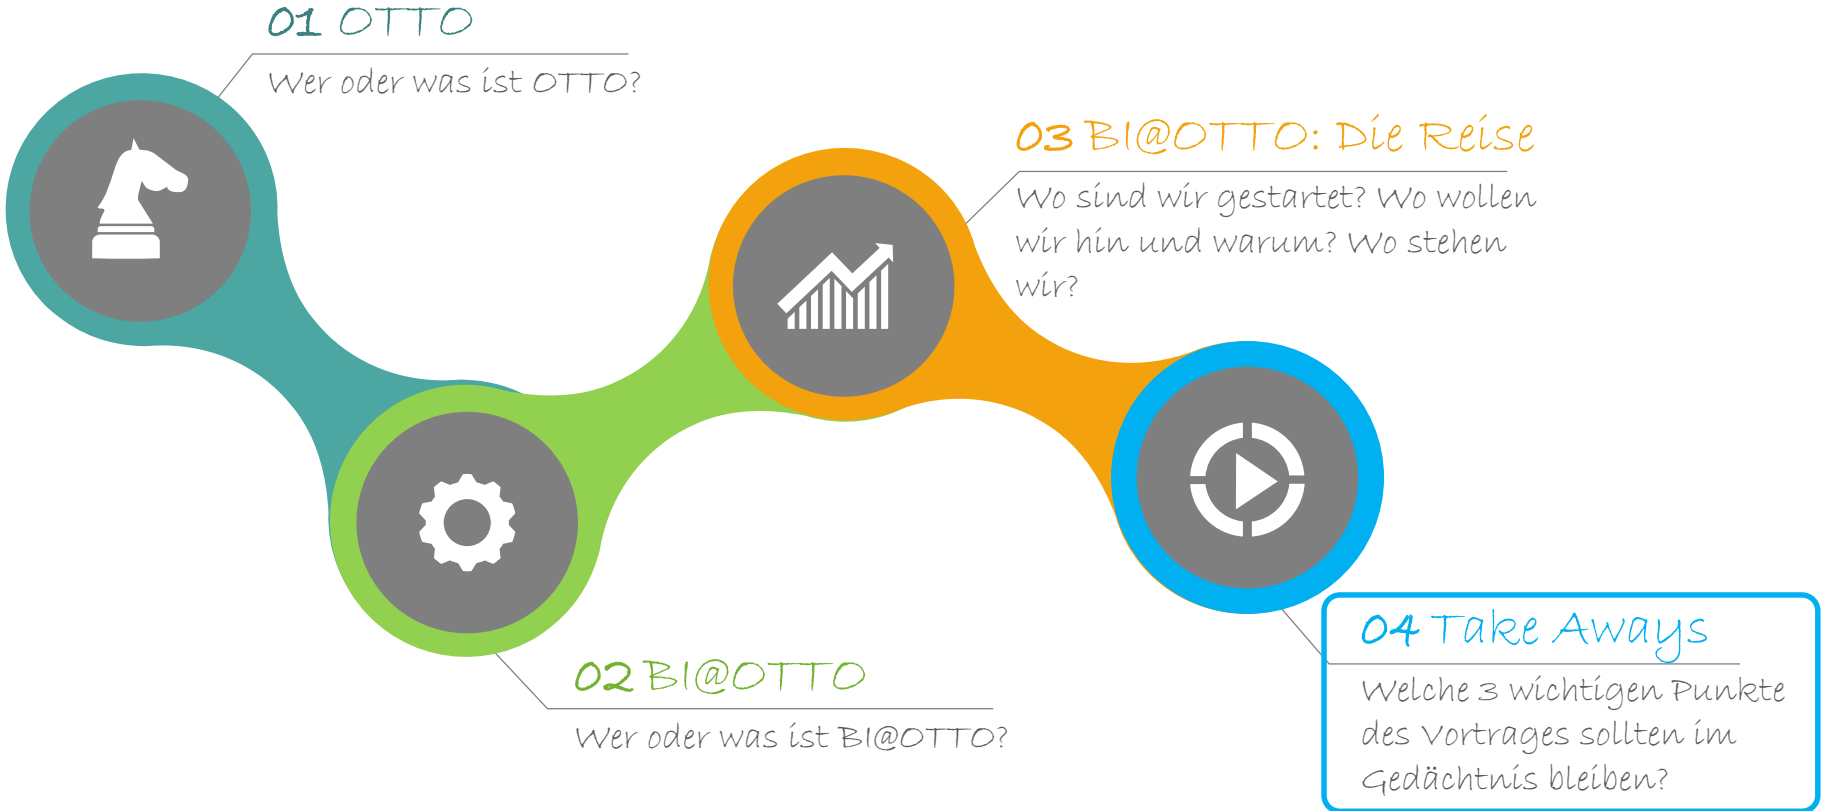 01 OTTO
Wer oder was ist OTTO?
02 BI@OTTO
Wer oder was ist BI@OTTO?
03 BI@OTTO: Die Reise
Wo sind wir gestartet? Wo wollen
wir hin und warum? Wo stehen
wir?
04 Take Aways
Welche 3 wichtigen Punkte
des Vortrages sollten im
Gedächtnis bleiben?